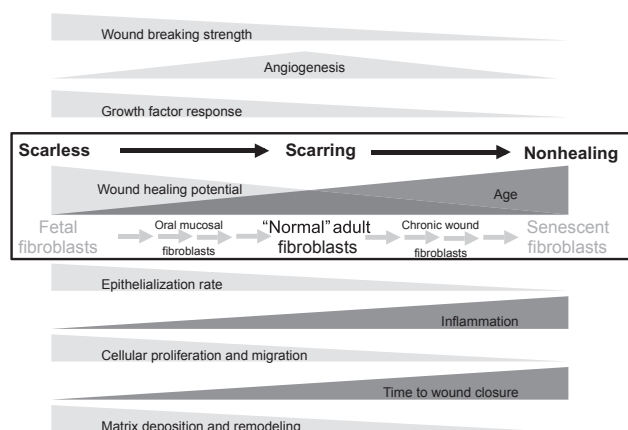 Wound breaking strength
Angiogenesis
Growth factor response
Scarless Scarring Nonhealing
Wound healing potential
Age
Fetal fibroblasts
Oral mucosal fibroblasts
“Normal” adult fibroblasts
Chronic wound fibroblasts
Senescent fibroblasts
Epithelialization rate
Inflammation
Cellular proliferation and migration
Time to wound closure
Matrix deposition and remodeling